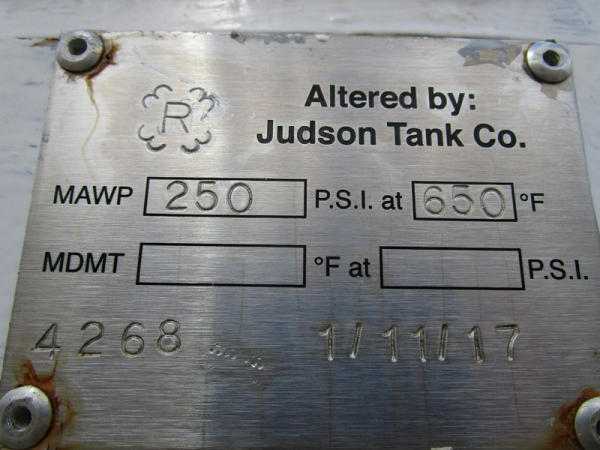 R
Altered by:
Judson Tank Co.
MAWP 250 P.S.I. at 650 °F
MDMT °F at P.S.I.
4268 1/11/17